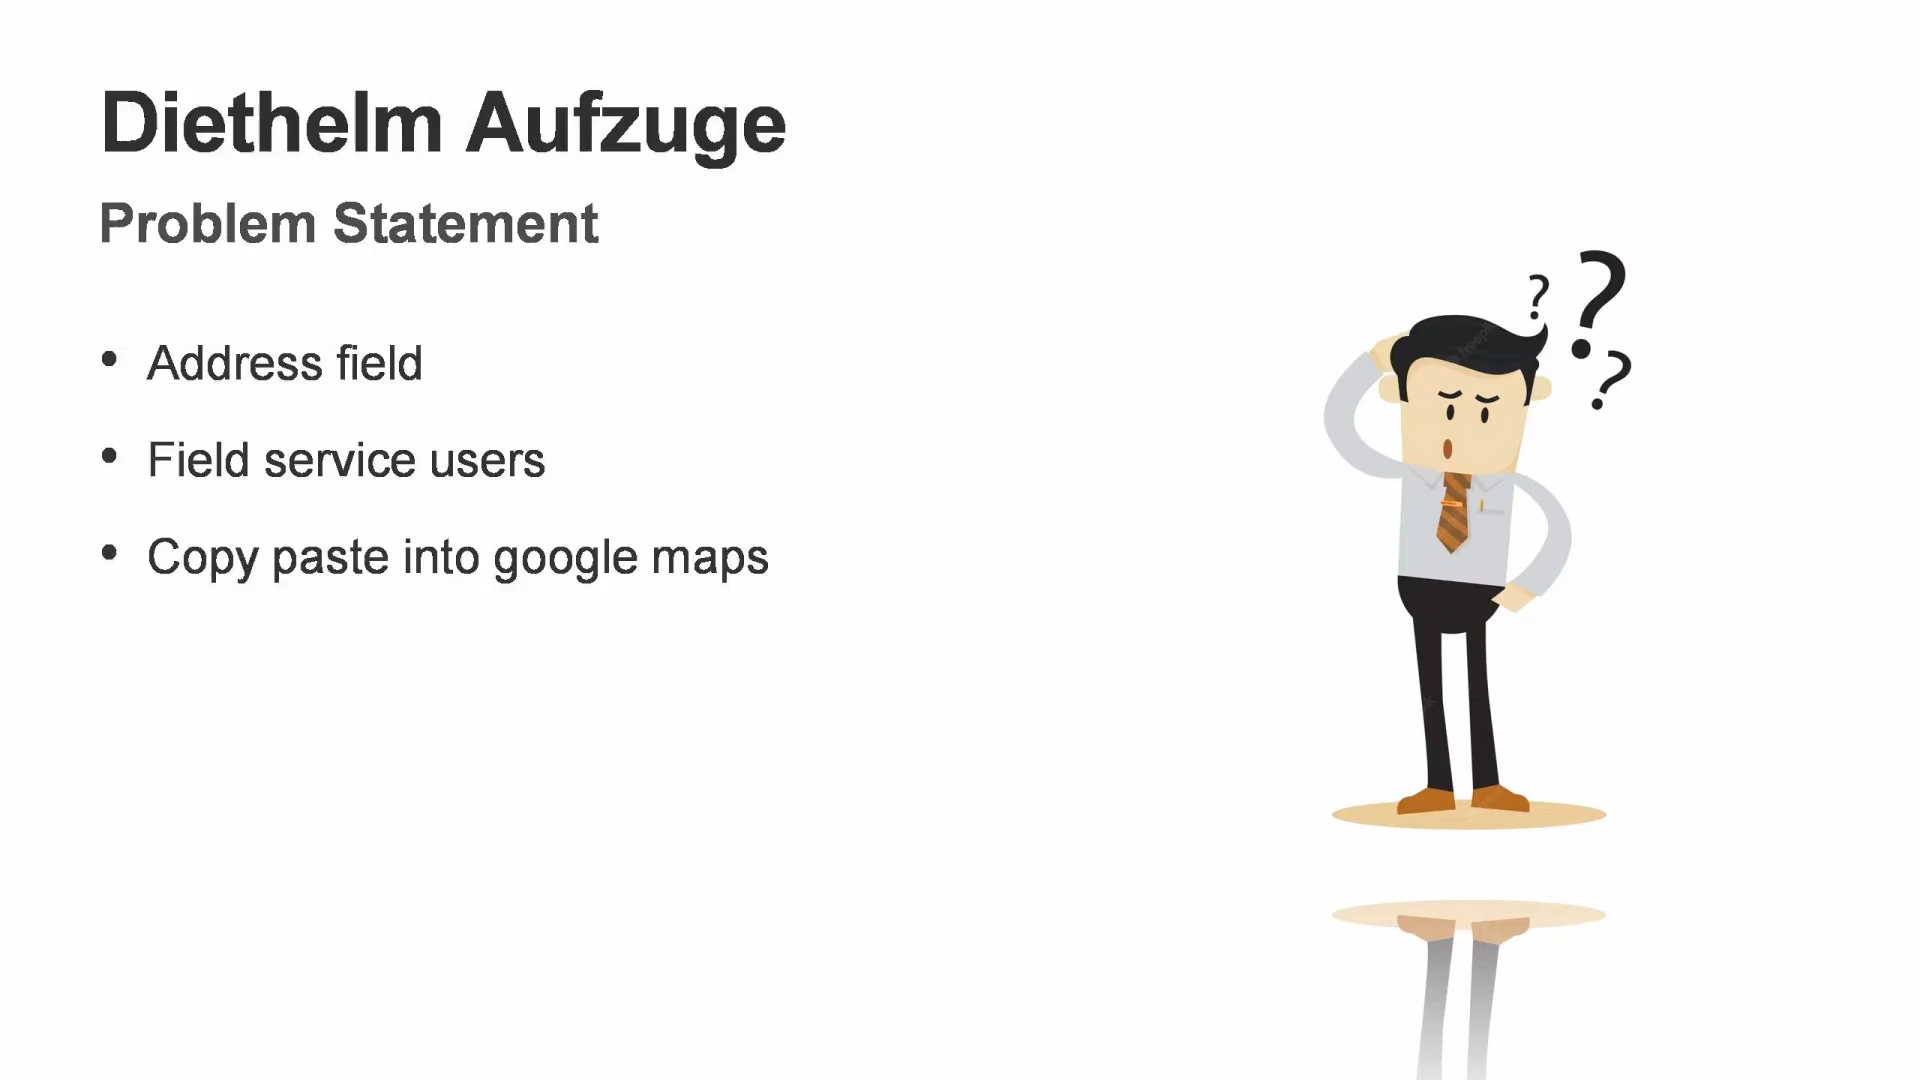 Diethelm Aufzuge
Problem Statement
• Address field
• Field service users
• Copy paste into google maps
? ? ?